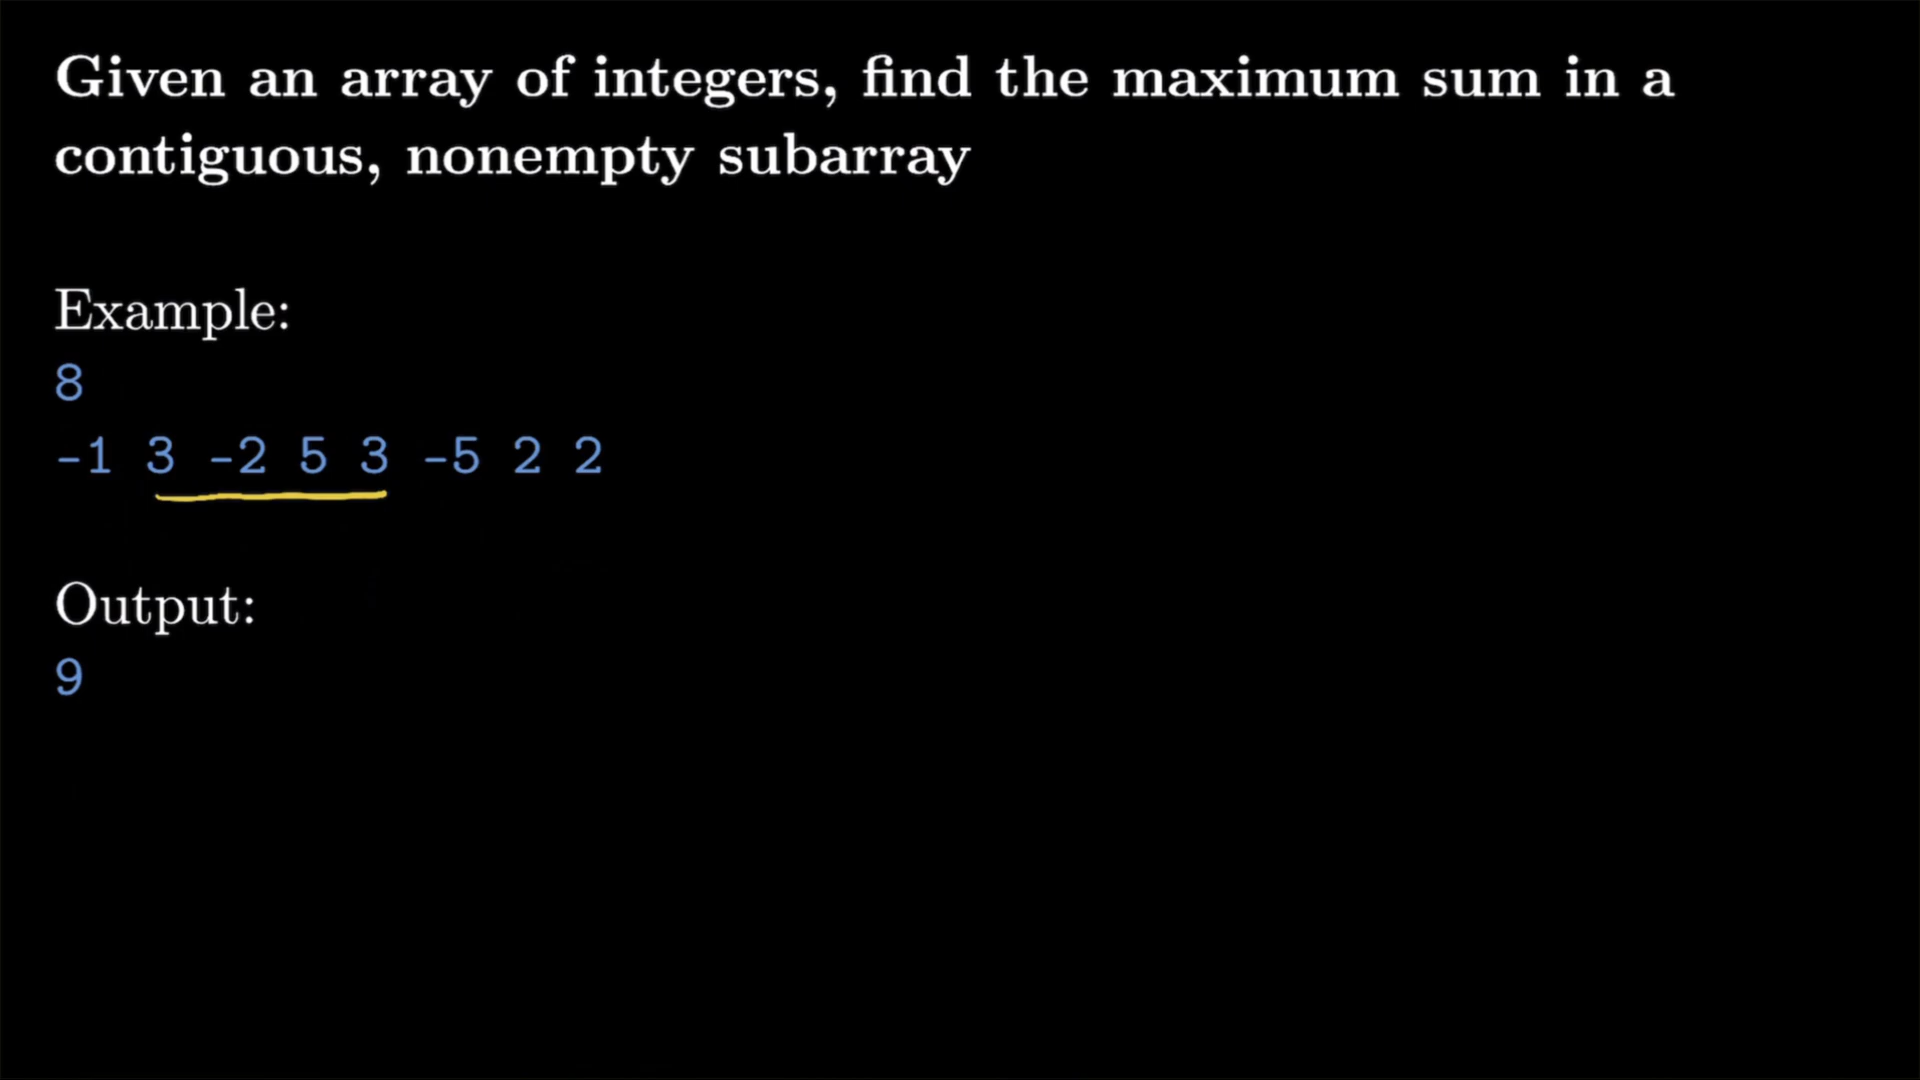 Given an array of integers, find the maximum sum in a
contiguous, nonempty subarray
Example:
8
-1 3 -2 5 3 -5 2 2
Output:
9